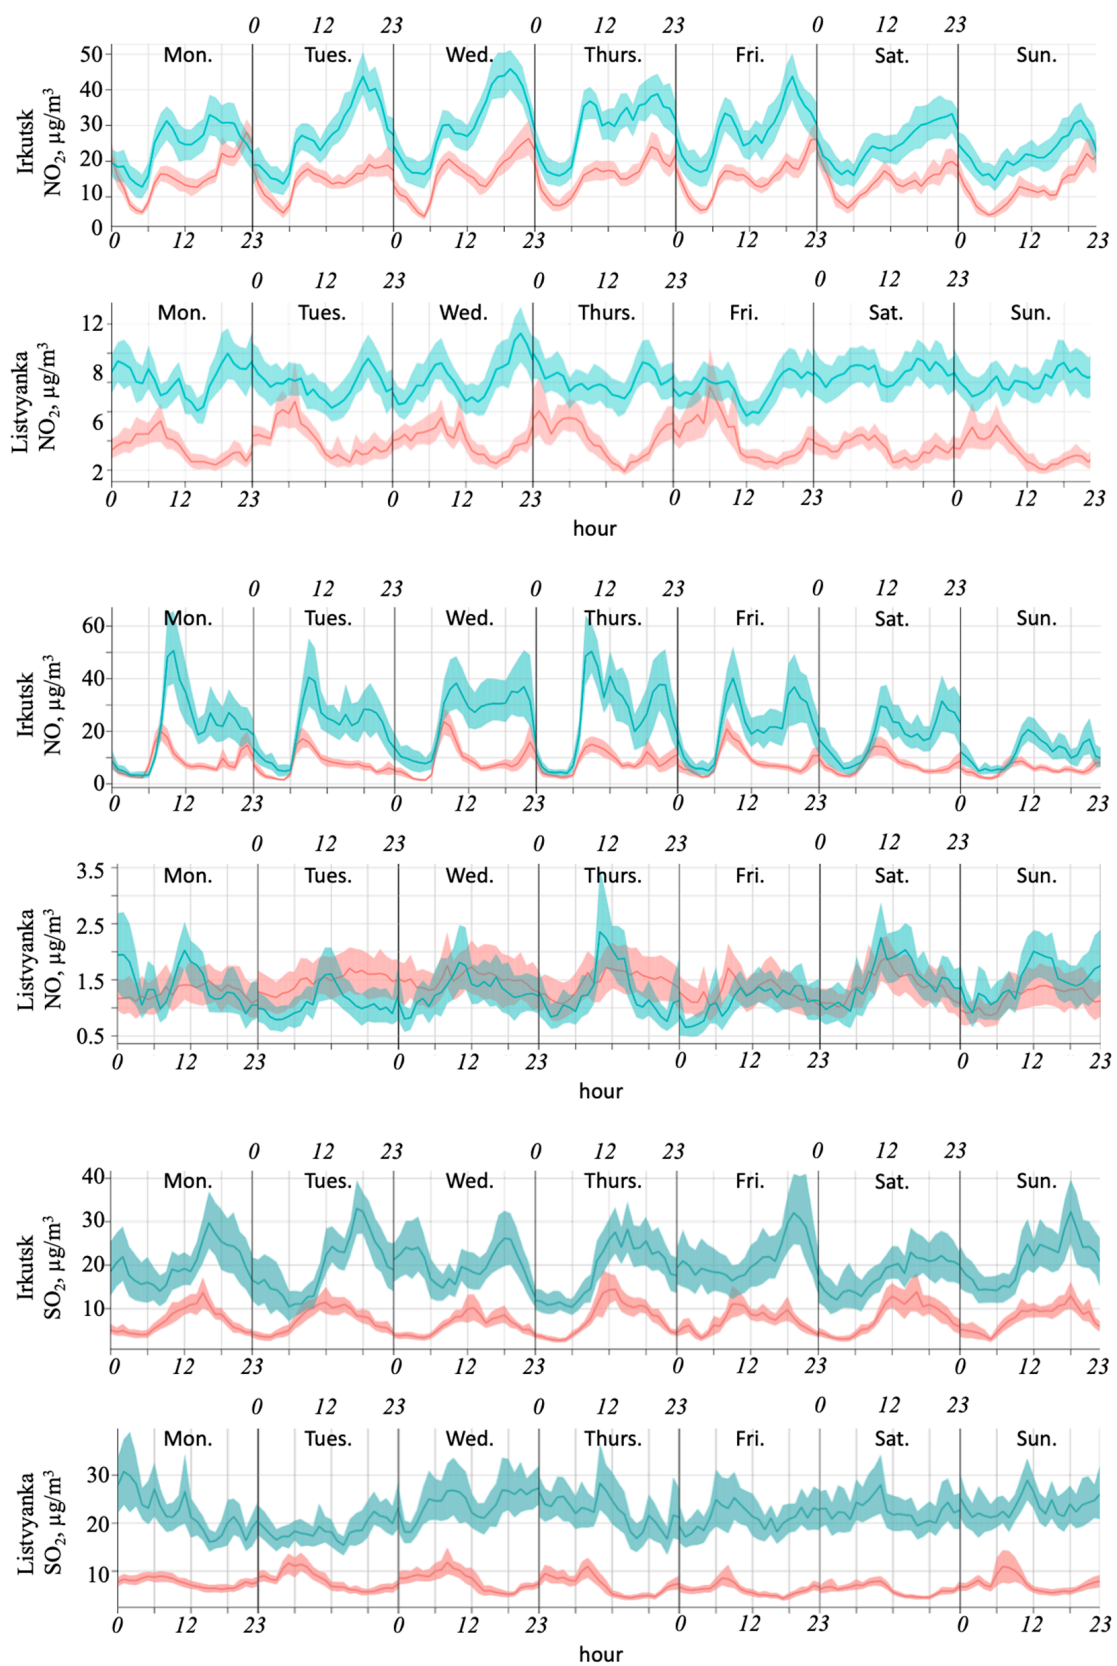 0 12 23 0 12 23 0 12 23
Mon. Tues. Wed. Thurs. Fri. Sat. Sun.
Irkutsk
NO₂, µg/m³
50
40
30
20
10
0
0 12 23 0 12 23 0 12 23 0 12 23
0 12 23 0 12 23 0 12 23
Mon. Tues. Wed. Thurs. Fri. Sat. Sun.
Listvyanka
NO₂, µg/m³
12
8
6
2
0 12 23 0 12 23 0 12 23 0 12 23
hour
0 12 23 0 12 23 0 12 23
Mon. Tues. Wed. Thurs. Fri. Sat. Sun.
Irkutsk
NO, µg/m³
60
40
20
0
0 12 23 0 12 23 0 12 23 0 12 23
0 12 23 0 12 23 0 12 23
Mon. Tues. Wed. Thurs. Fri. Sat. Sun.
Listvyanka
NO, µg/m³
3.5
2.5
1.5
0.5
0 12 23 0 12 23 0 12 23 0 12 23
hour
0 12 23 0 12 23 0 12 23
Mon. Tues. Wed. Thurs. Fri. Sat. Sun.
Irkutsk
SO₂, µg/m³
40
30
20
10
0 12 23 0 12 23 0 12 23 0 12 23
0 12 23 0 12 23 0 12 23
Mon. Tues. Wed. Thurs. Fri. Sat. Sun.
Listvyanka
SO₂, µg/m³
30
20
10
0 12 23 0 12 23 0 12 23 0 12 23
hour